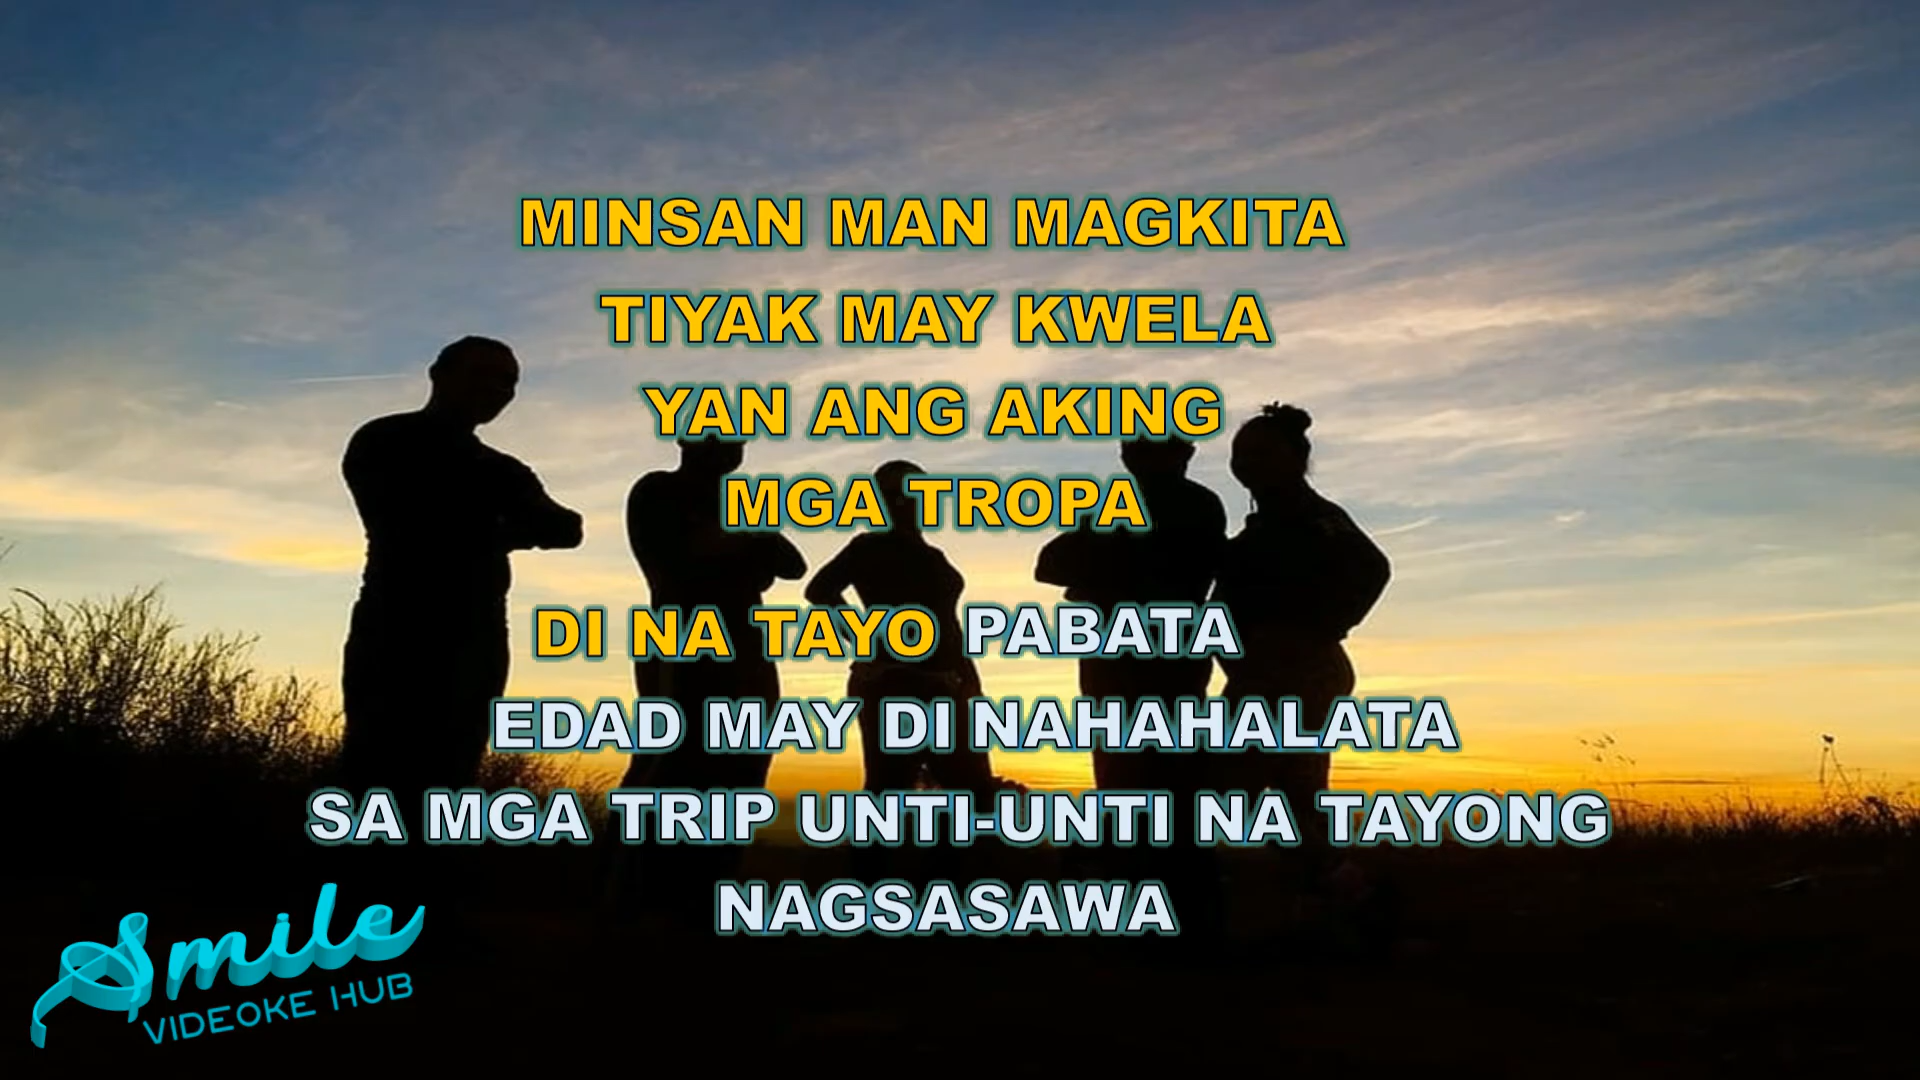 MINSAN MAN MAGKITA
TIYAK MAY KWELA
YAN ANG AKING
MGA TROPA
DI NA TAYO PABATA
EDAD MAY DI NAHAHALATA
SA MGA TRIP UNTI-UNTI NA TAYONG
NAGSASAWA
Smile
VIDEOKE HUB